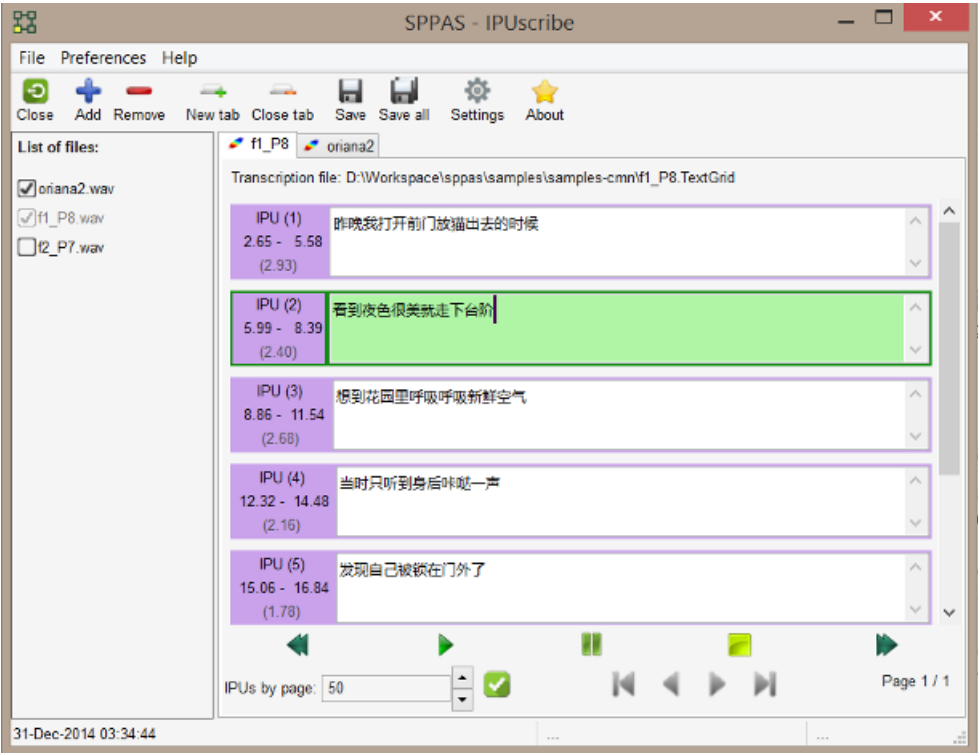 SPPAS - IPUscribe
File Preferences Help
Close Add Remove New tab Close tab Save Save all Settings About
List of files:
oriana2.wav
f1_P8.wav
f2_P7.wav
f1_P8 oriana2
Transcription file: D:\Workspace\sppas\samples\samples-cmn\f1_P8.TextGrid
IPU (1)
2.65 - 5.58
(2.93)
昨晚我打开前门放猫出去的时候
IPU (2)
5.99 - 8.39
(2.40)
看到夜色很美就走下台阶
IPU (3)
8.86 - 11.54
(2.68)
想到花园里呼吸呼吸新鲜空气
IPU (4)
12.32 - 14.48
(2.16)
当时只听到身后咔哒一声
IPU (5)
15.06 - 16.84
(1.78)
发现自己被锁在门外了
IPUs by page: 50
Page 1 / 1
31-Dec-2014 03:34:44
...
...